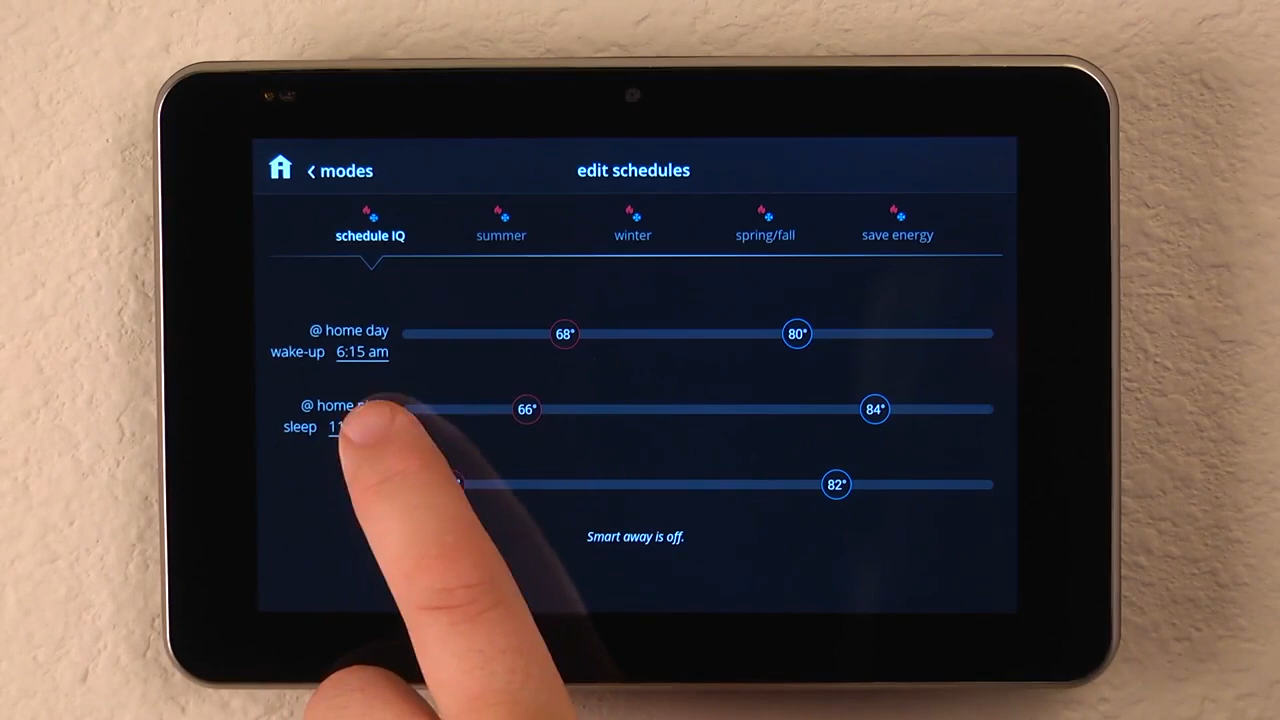 ‹ modes
edit schedules
schedule IQ
summer
winter
spring/fall
save energy
@ home day
68°
80°
wake-up 6:15 am
@ home
66°
84°
sleep
82°
Smart away is off.